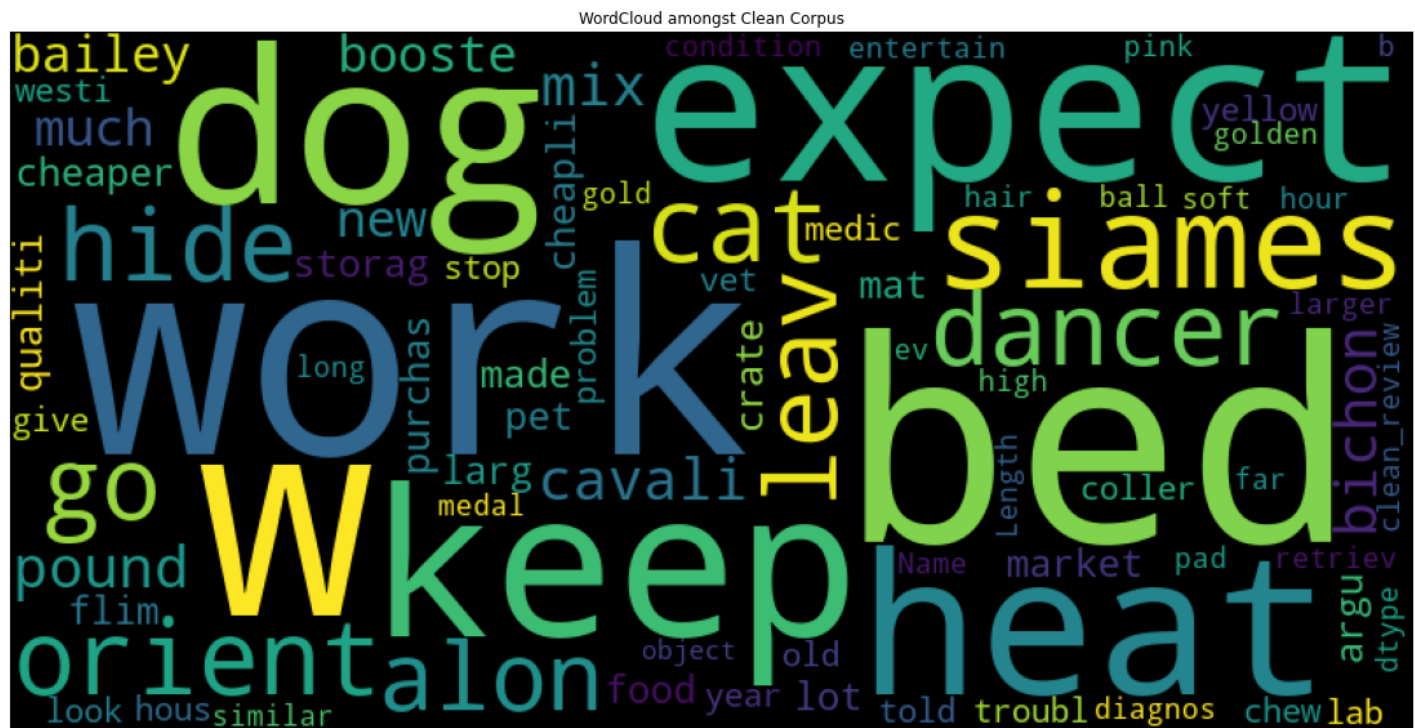 WordCloud amongst Clean Corpus
bailey
booste
condition
entertain
pink
b
westi
dog
mix
expect
yellow
much
golden
cheaper
cheapli
gold
cat
hair
ball
soft
hour
hide
new
medic
siames
storag
stop
qualiti
work
problem
vet
leav
mat
larger
dancer
long
purchas
made
crate
ev
high
bed
bichon
clean_review
give
pet
go
w
keep
larg
cavali
medal
Length
coller
far
pound
Name
market
pad
retriev
flim
heat
argu
dtype
orient
alon
object
old
food
year
lot
look
hous
similar
told
troubl
diagnos
chew
lab